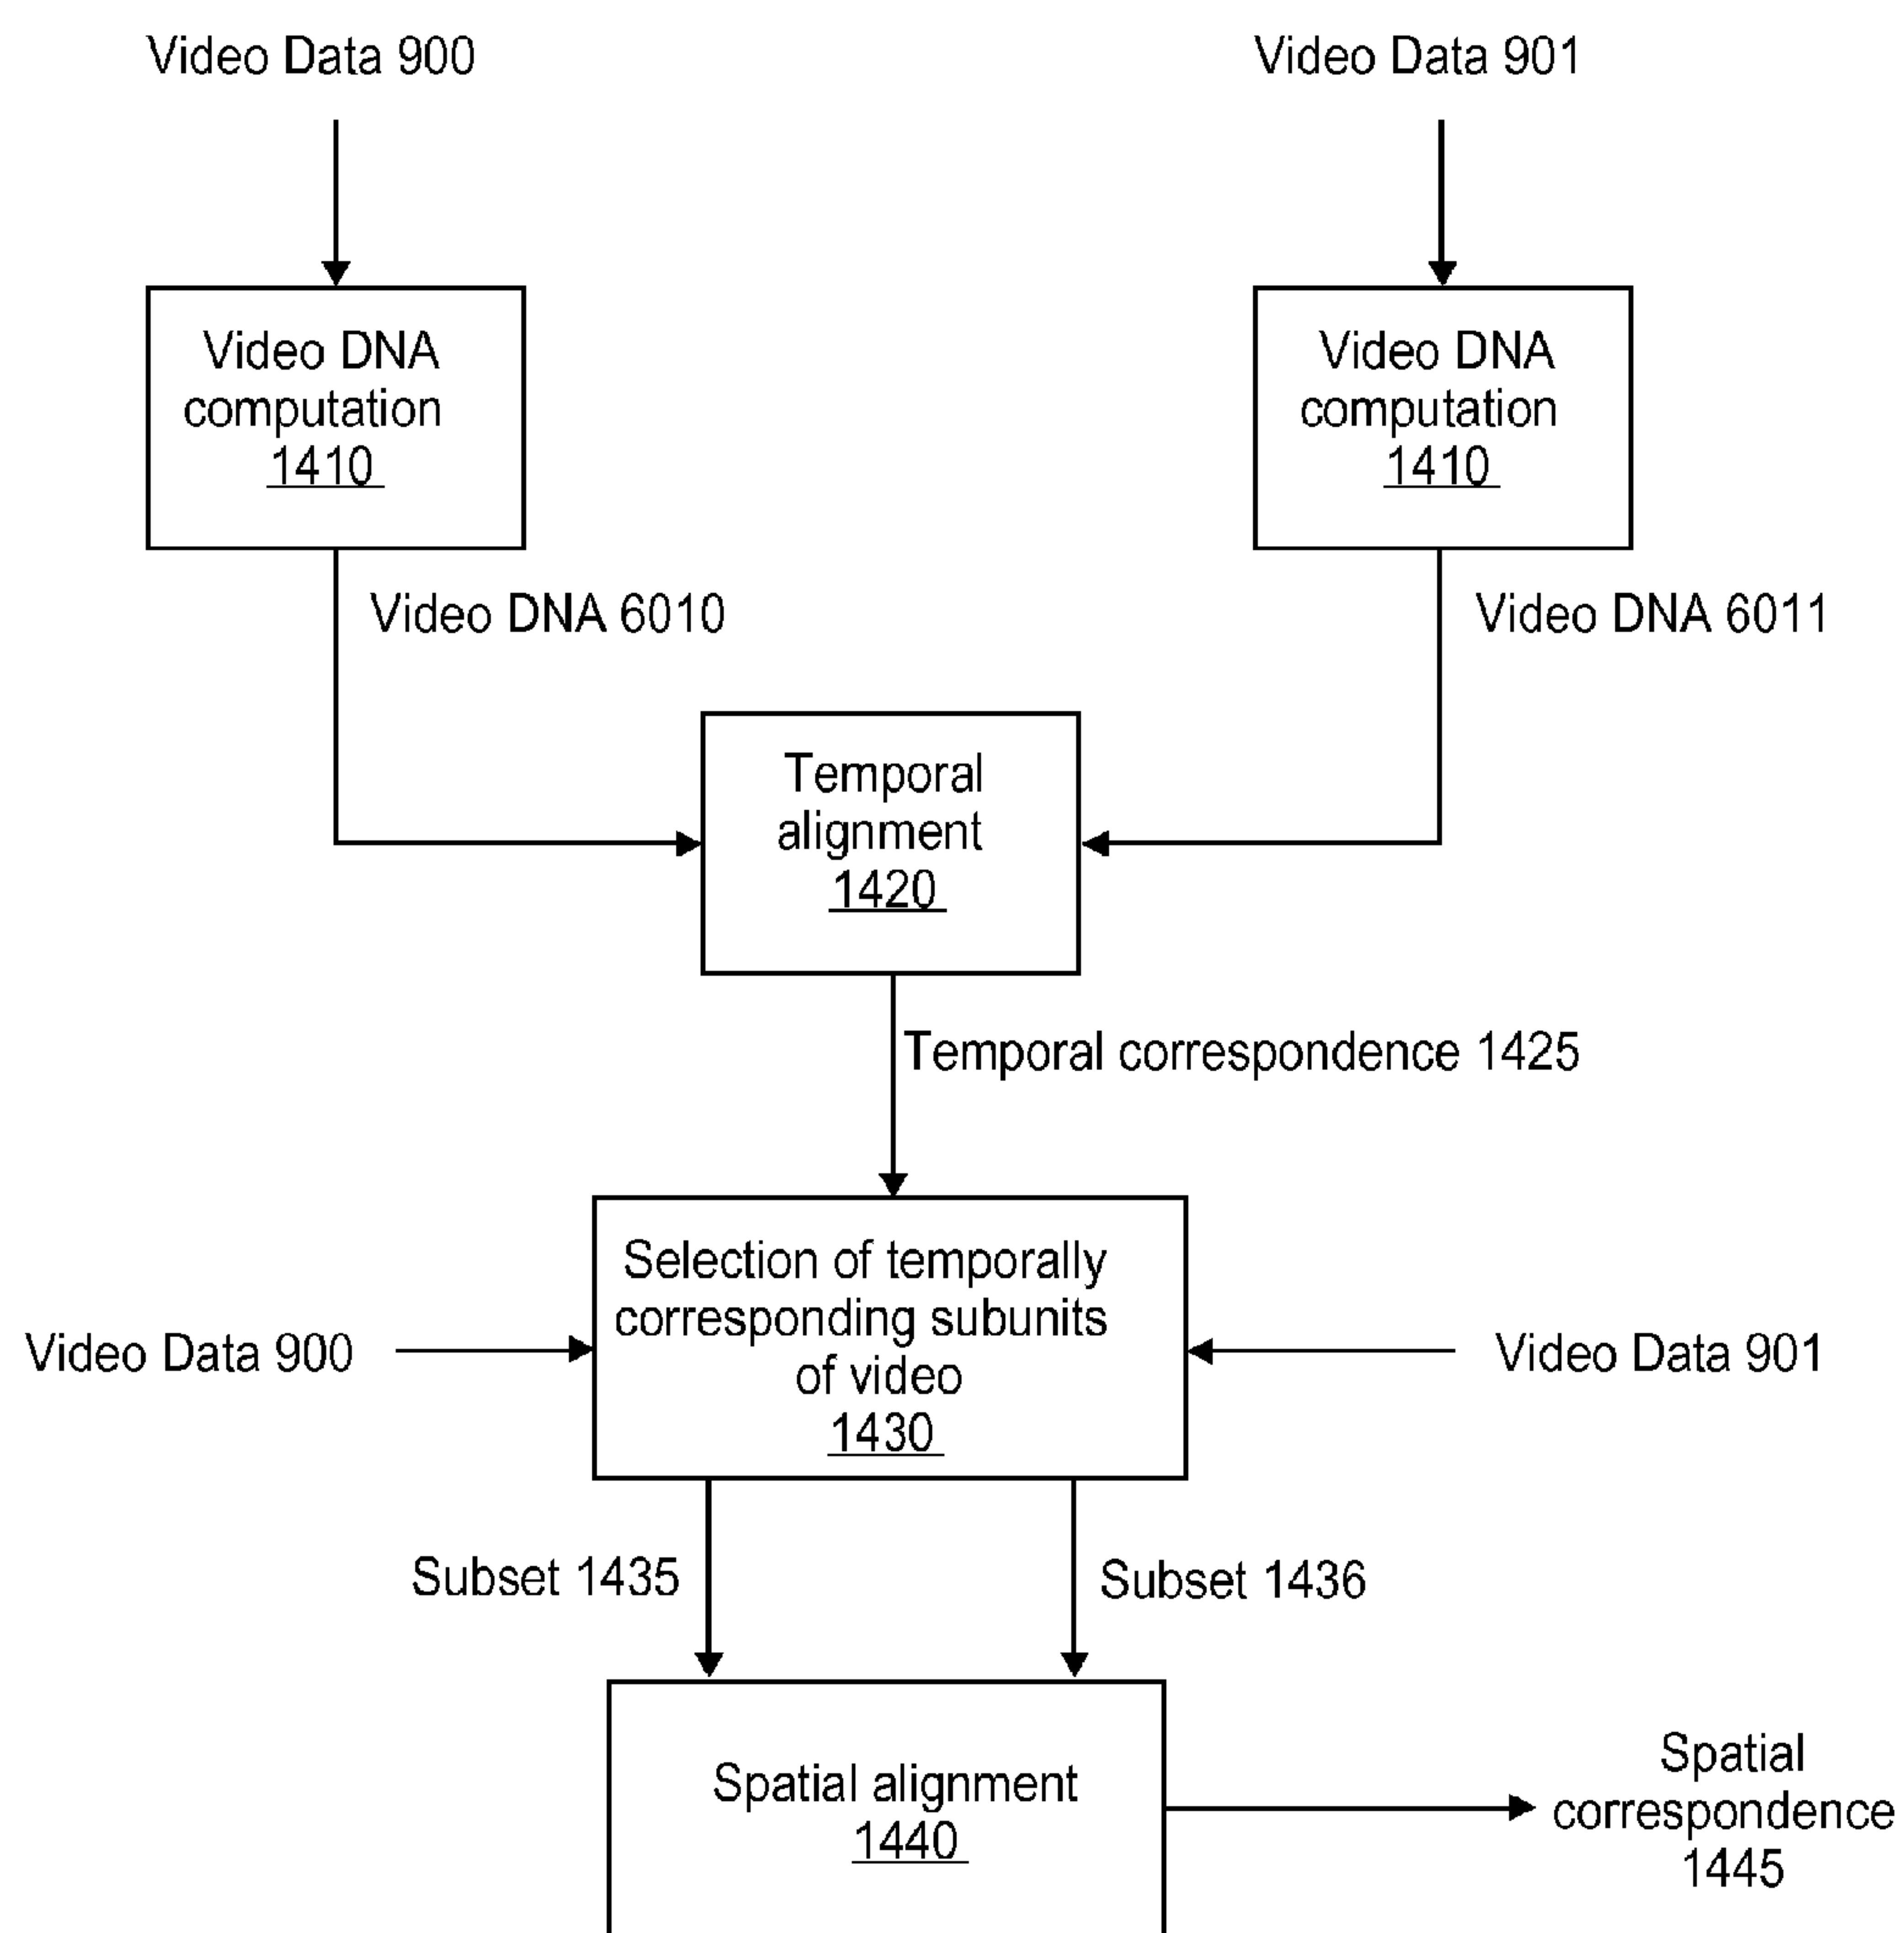 Video Data 900
Video Data 901
Video DNA
computation
1410
Video DNA
computation
1410
Video DNA 6010
Video DNA 6011
Temporal
alignment
1420
Temporal correspondence 1425
Selection of temporally
corresponding subunits
of video
1430
Video Data 900
Video Data 901
Subset 1435
Subset 1436
Spatial alignment
1440
Spatial
correspondence
1445